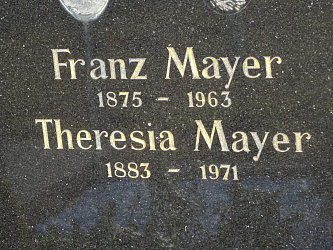 Franz Mayer
1875 – 1963
Theresia Mayer
1883 – 1971